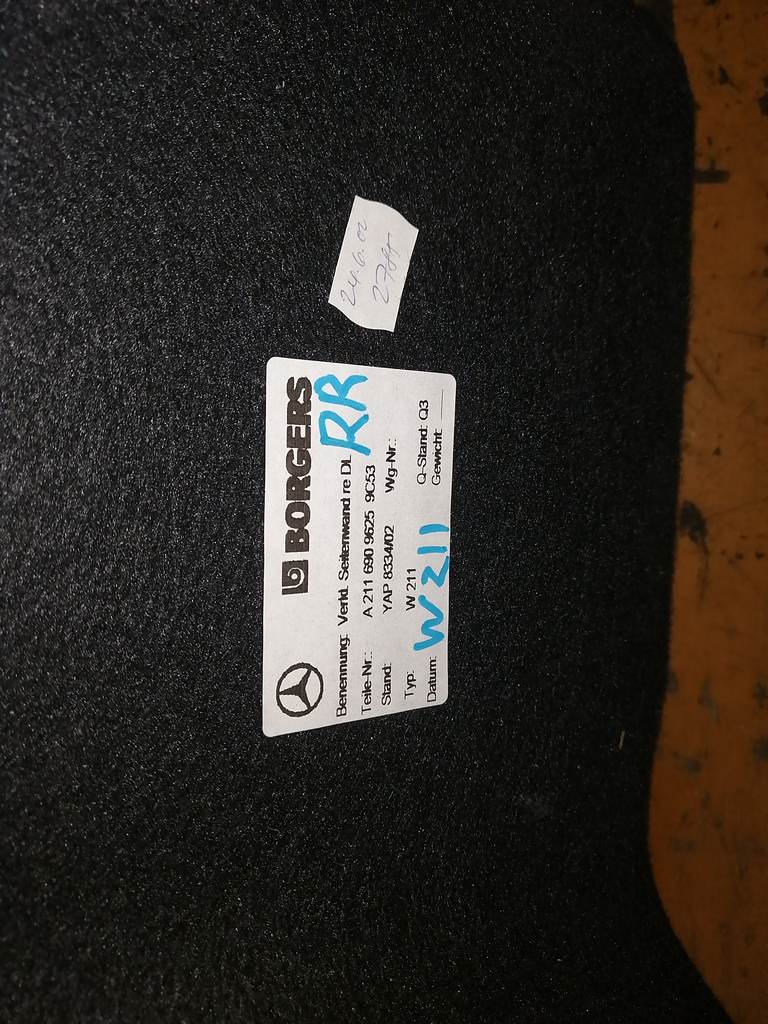 24.6.02
BORGERS
Benennung: Verkl. Seitenwand re DL
RR
Teile-Nr.: A 211 690 9625 9C53
Stand: YAP 8334/02 Wg-Nr.:
Typ: W 211 Q-Stand: Q3
Datum: W211 Gewicht: